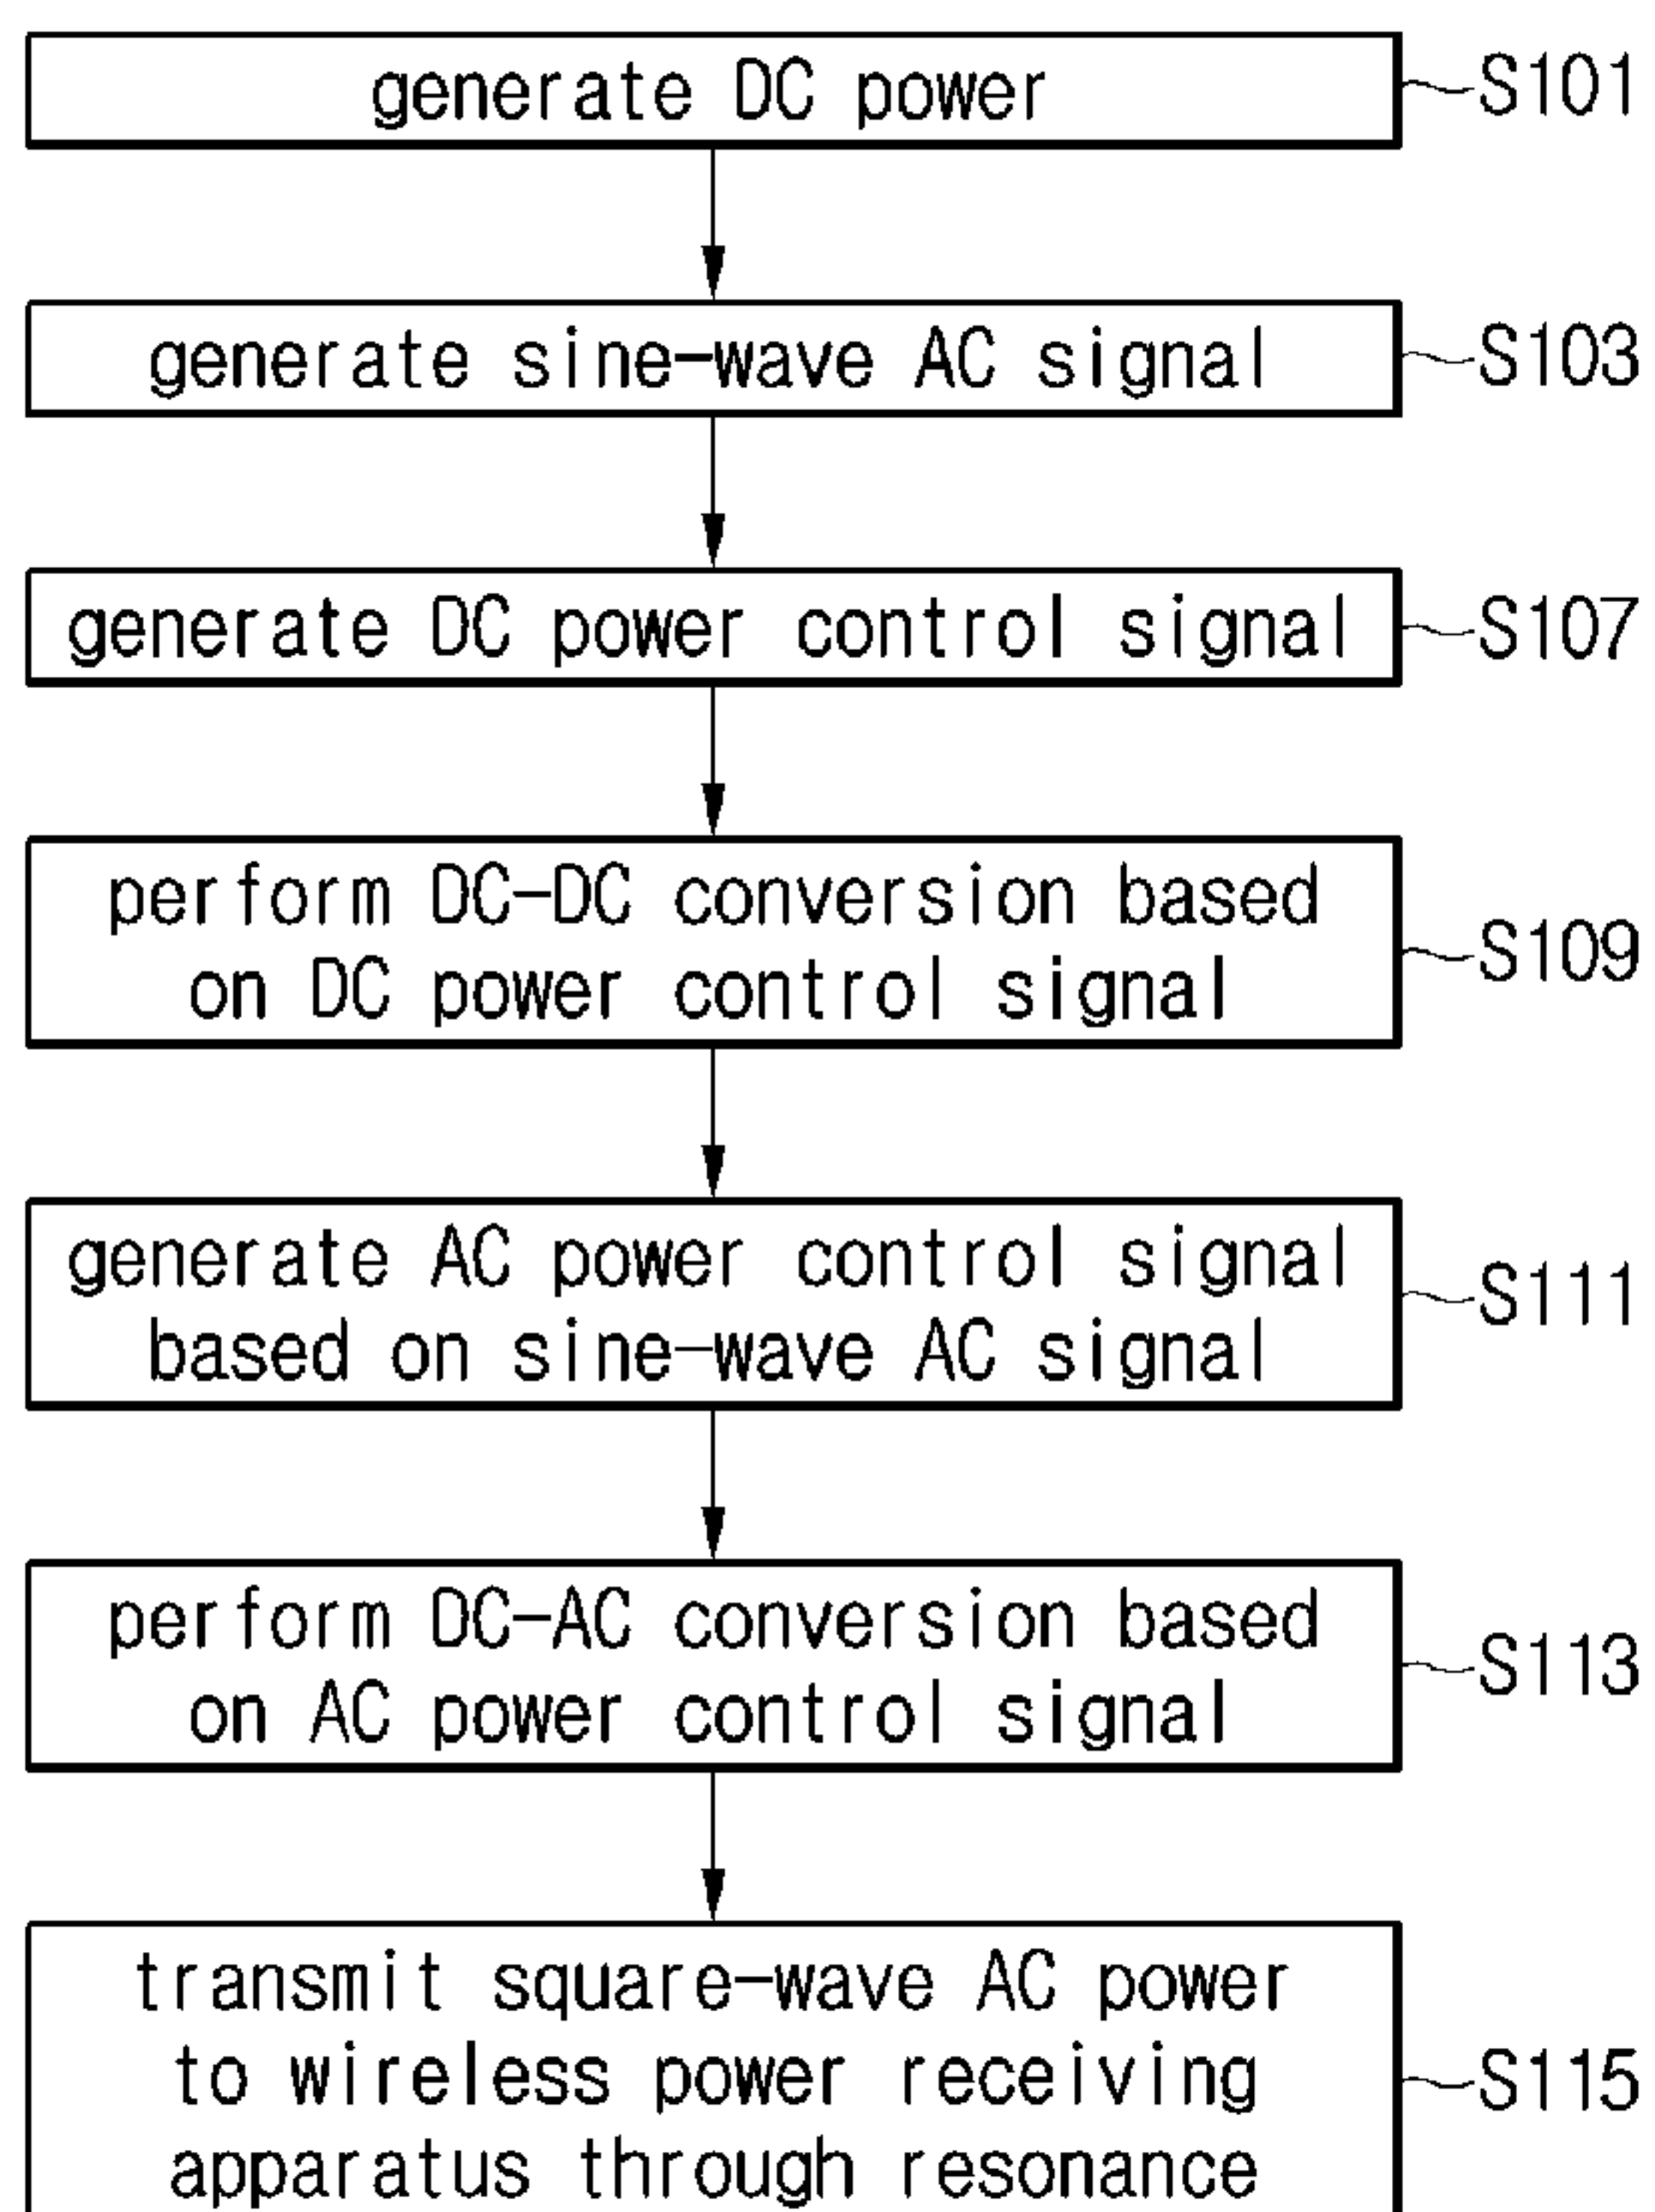 generate DC power
S101
generate sine-wave AC signal
S103
generate DC power control signal
S107
perform DC-DC conversion based
on DC power control signal
S109
generate AC power control signal
based on sine-wave AC signal
S111
perform DC-AC conversion based
on AC power control signal
S113
transmit square-wave AC power
to wireless power receiving
apparatus through resonance
S115